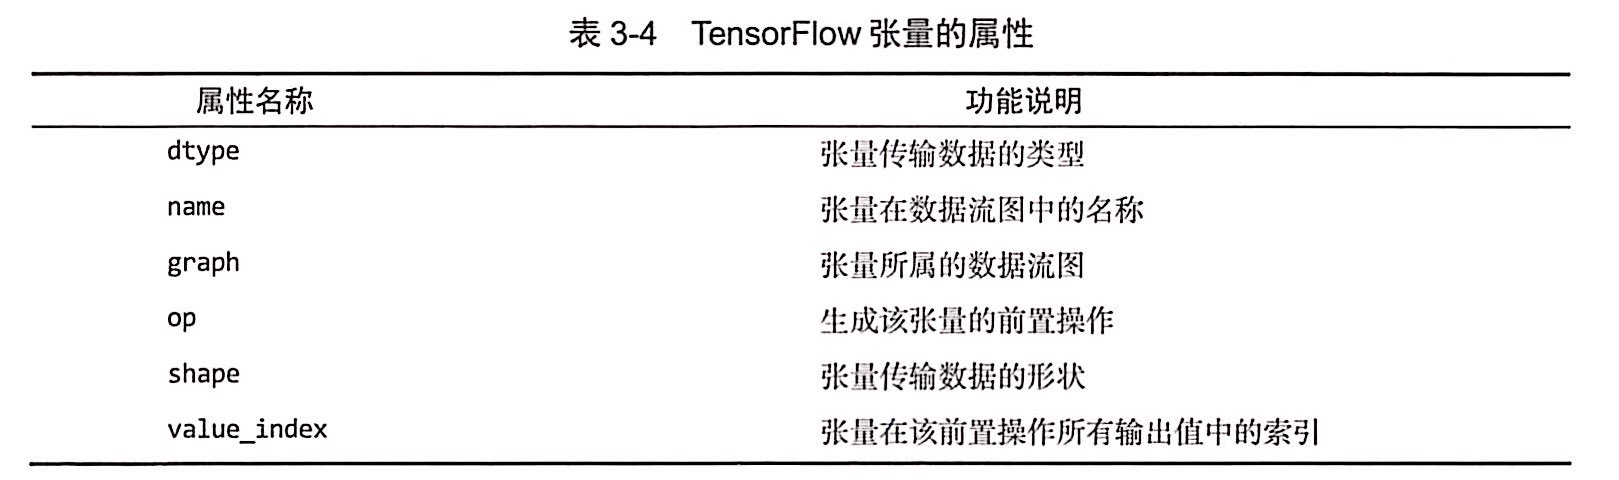 表 3-4 TensorFlow 张量的属性
属性名称 功能说明
dtype 张量传输数据的类型
name 张量在数据流图中的名称
graph 张量所属的数据流图
op 生成该张量的前置操作
shape 张量传输数据的形状
value_index 张量在该前置操作所有输出值中的索引